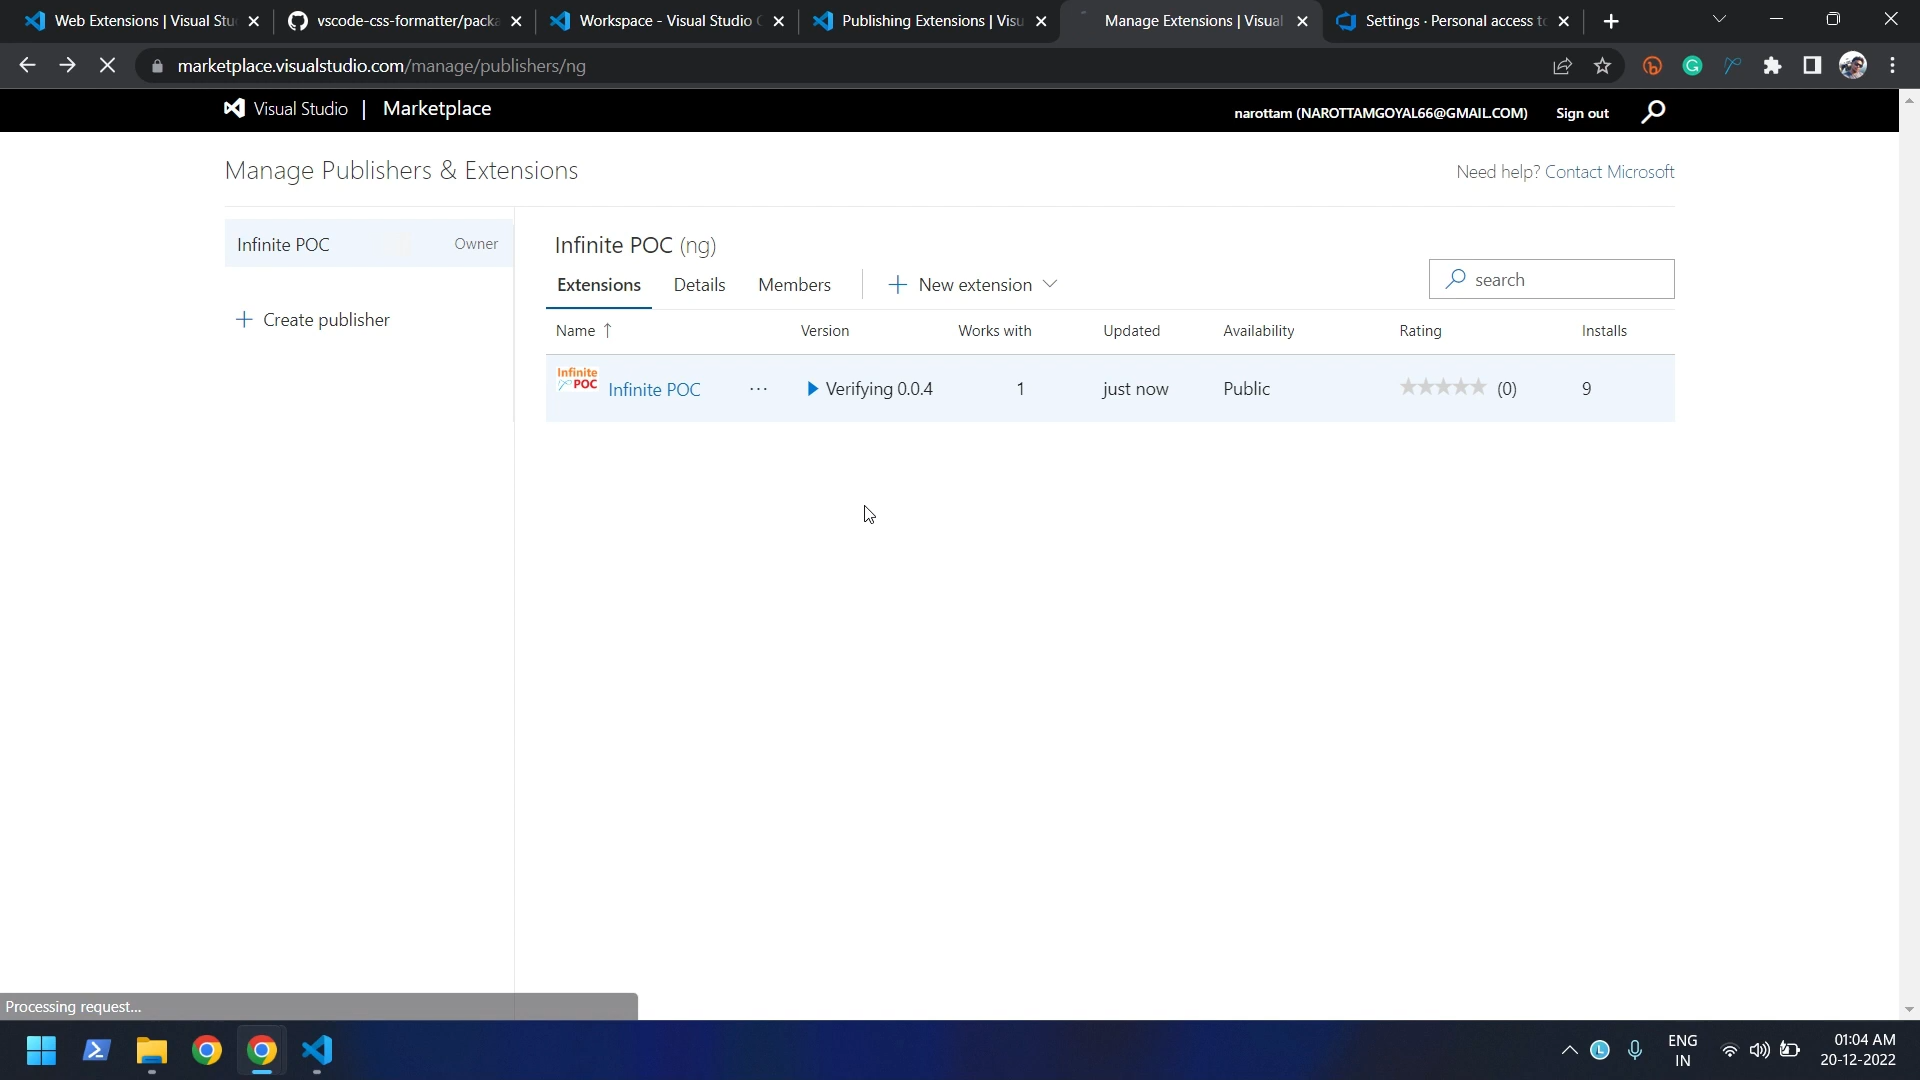 Web Extensions | Visual Stu
vscode-css-formatter/packa
Workspace - Visual Studio C
Publishing Extensions | Visu
Manage Extensions | Visual
Settings · Personal access to
marketplace.visualstudio.com/manage/publishers/ng
Visual Studio | Marketplace
narottam (NAROTTAMGOYAL66@GMAIL.COM)
Sign out
Manage Publishers & Extensions
Need help? Contact Microsoft
Infinite POC Owner
Create publisher
Infinite POC (ng)
Extensions Details Members New extension
search
Name ↑ Version Works with Updated Availability Rating Installs
Infinite POC
Infinite POC ··· Verifying 0.0.4 1 just now Public (0) 9
Processing request...
L
ENG
IN
01:04 AM
20-12-2022